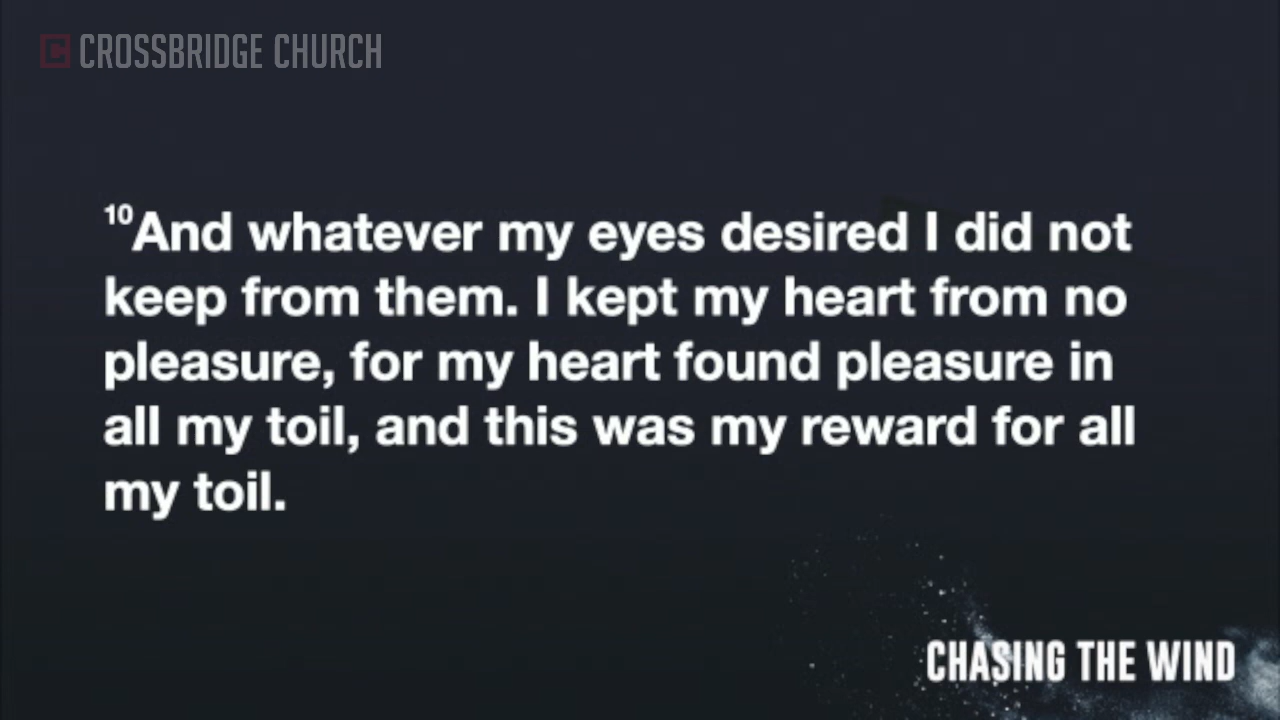 CROSSBRIDGE CHURCH
10And whatever my eyes desired I did not
keep from them. I kept my heart from no
pleasure, for my heart found pleasure in
all my toil, and this was my reward for all
my toil.
CHASING THE WIND